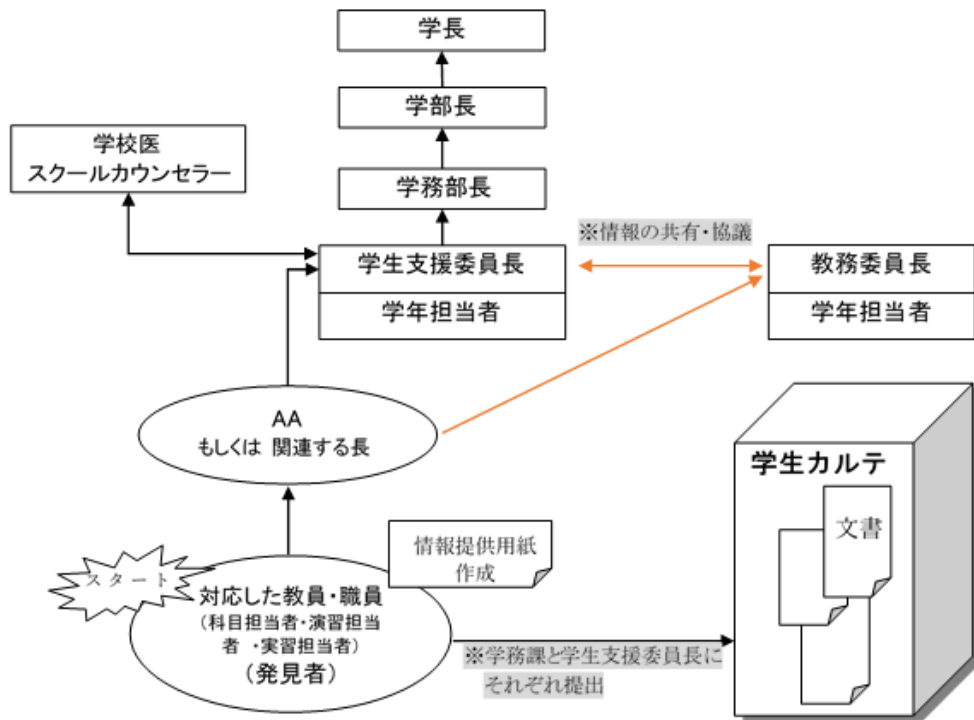 学長
学部長
学校医
スクールカウンセラー
学務部長
※情報の共有・協議
学生支援委員長
学年担当者
教務委員長
学年担当者
AA
もしくは 関連する長
学生カルテ
文書
情報提供用紙
作成
スタート
対応した教員・職員
(科目担当者・演習担当
者 ・実習担当者)
(発見者)
※学務課と学生支援委員長に
それぞれ提出